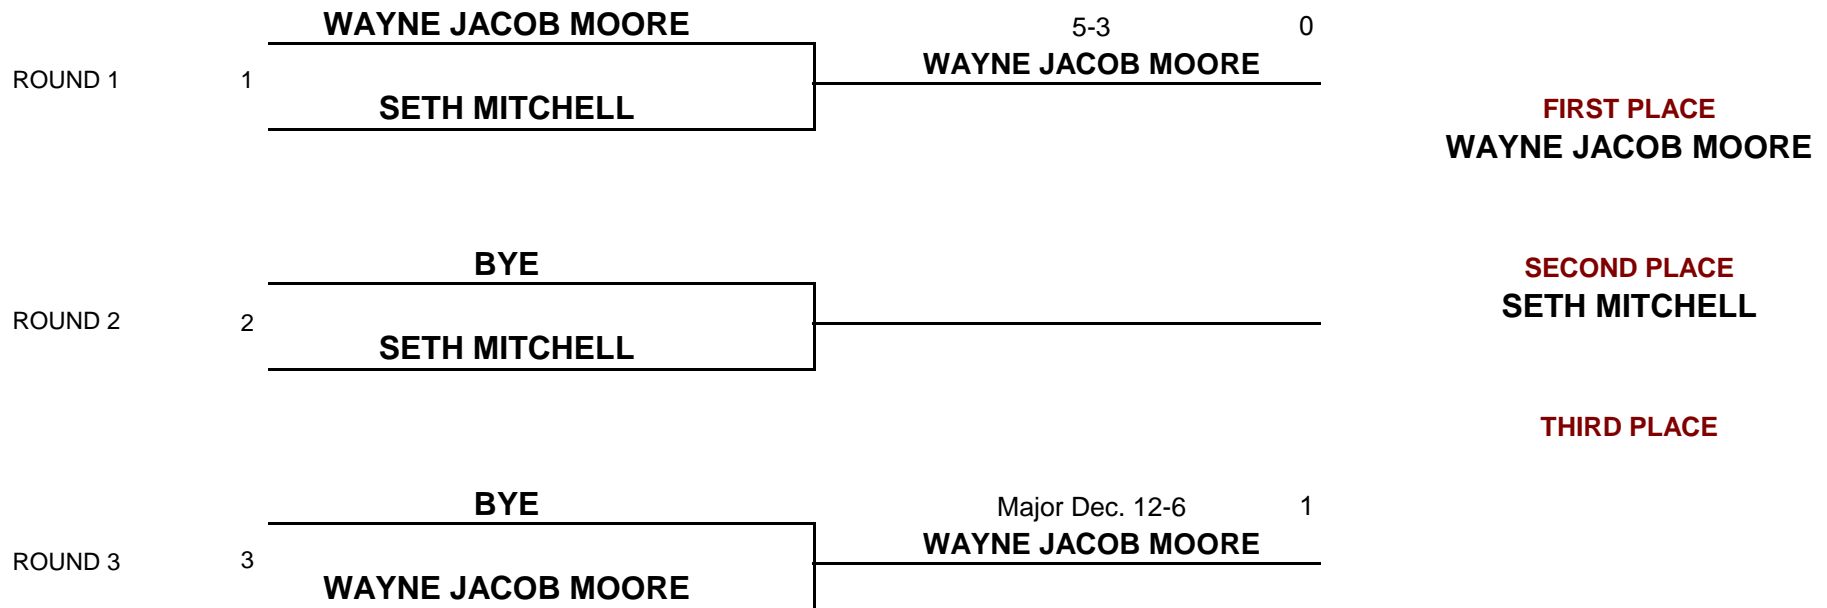 WAYNE JACOB MOORE
5-3 0
WAYNE JACOB MOORE
ROUND 1 1
SETH MITCHELL
FIRST PLACE
WAYNE JACOB MOORE
BYE
SECOND PLACE
SETH MITCHELL
ROUND 2 2
SETH MITCHELL
THIRD PLACE
BYE
Major Dec. 12-6 1
WAYNE JACOB MOORE
ROUND 3 3
WAYNE JACOB MOORE